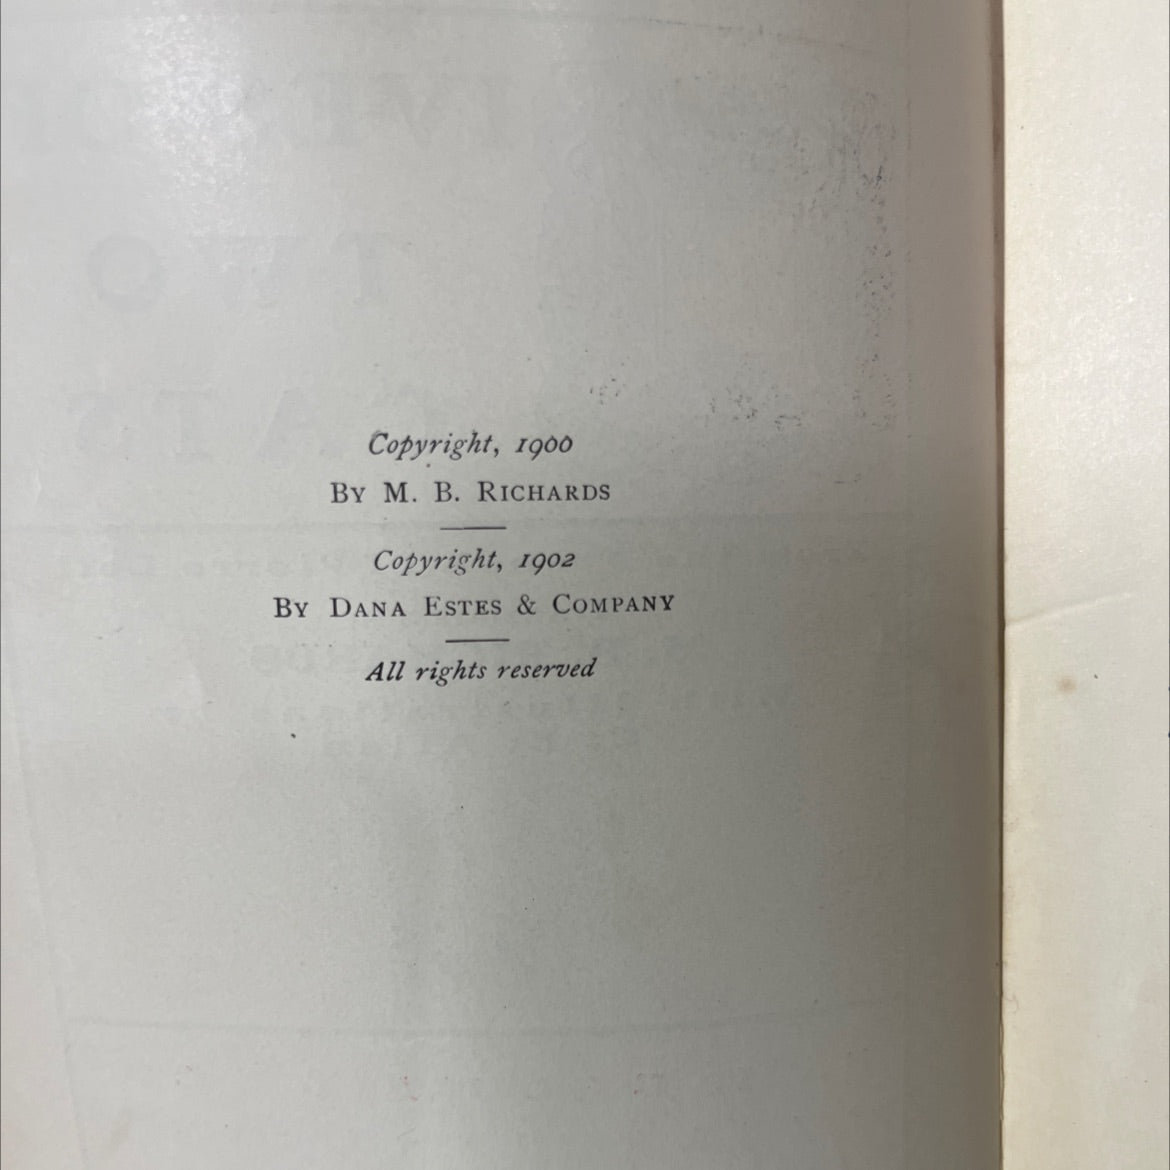 Copyright, 1900
BY M. B. RICHARDS
Copyright, 1902
BY DANA ESTES & COMPANY
All rights reserved